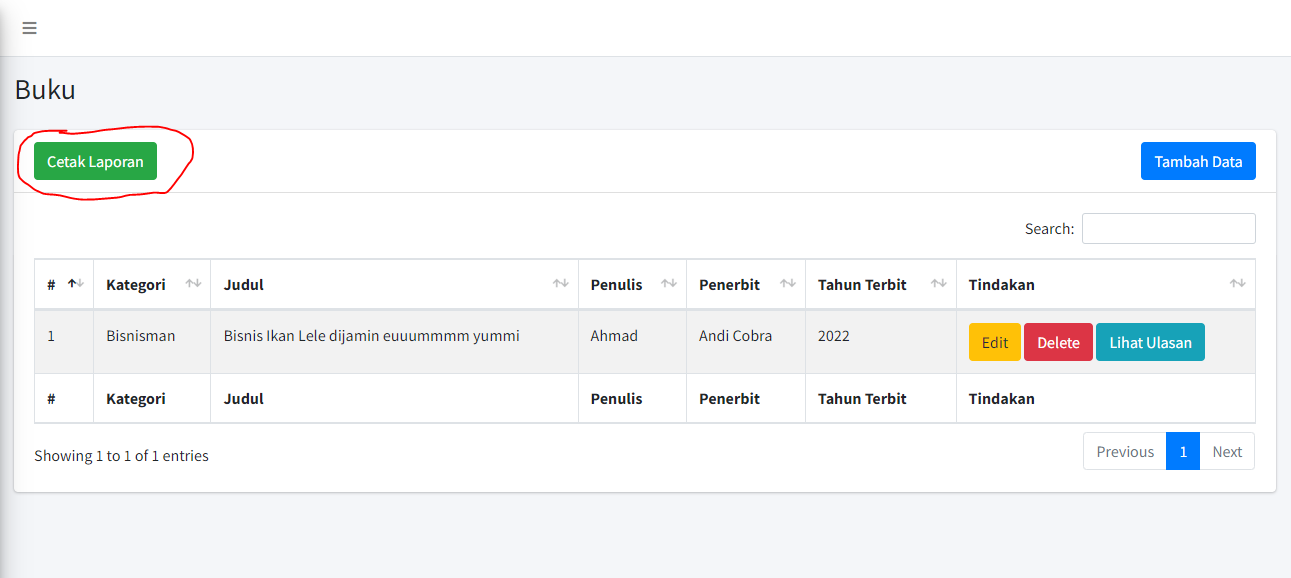 Buku
Cetak Laporan
Tambah Data
Search:
# Kategori Judul Penulis Penerbit Tahun Terbit Tindakan
1 Bisnisman Bisnis Ikan Lele dijamin euuummmm yummi Ahmad Andi Cobra 2022 Edit Delete Lihat Ulasan
# Kategori Judul Penulis Penerbit Tahun Terbit Tindakan
Showing 1 to 1 of 1 entries
Previous 1 Next